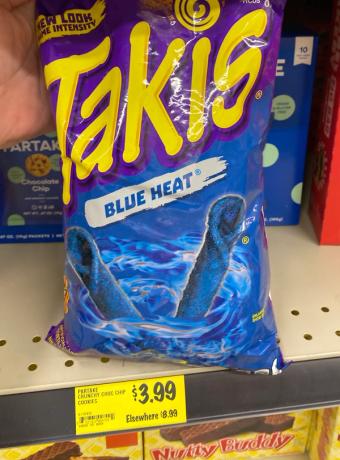 NEW LOOK
SAME INTENSITY
Takis
BLUE HEAT®
PARTAKE
Chocolate
Chip
10
PARTAKE
CRUNCHY CHOC CHIP
COOKIES
$3.99
Elsewhere $8.99
Nutty Buddy